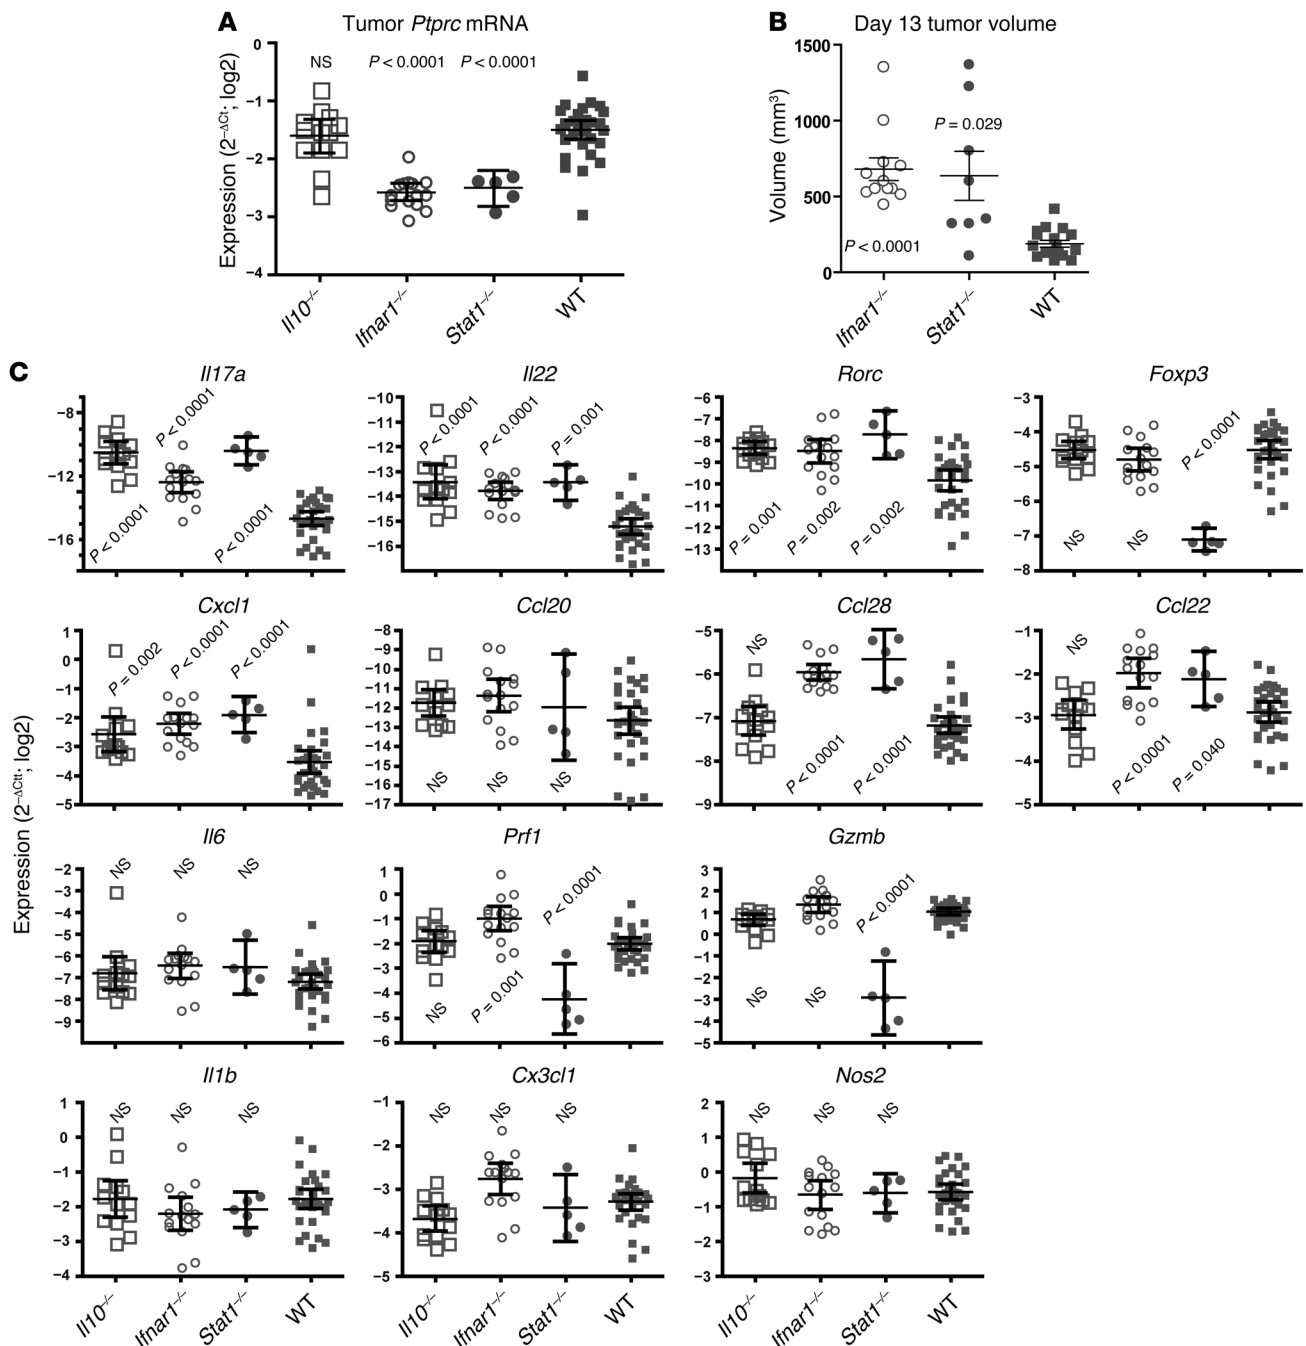 A
Tumor Ptprc mRNA
Expression (2⁻ΔCt; log2)
0
−1
−2
−3
−4
NS
P < 0.0001
P < 0.0001
Il10⁻/⁻
Ifnar1⁻/⁻
Stat1⁻/⁻
WT
B
Day 13 tumor volume
Volume (mm³)
1500
1000
500
0
P = 0.029
P < 0.0001
Ifnar1⁻/⁻
Stat1⁻/⁻
WT
C
Expression (2⁻ΔCtt; log2)
Il17a
−8
−12
−16
P < 0.0001
P < 0.0001
P < 0.0001
Il22
−10
−11
−12
−13
−14
−15
−16
P < 0.0001
P < 0.0001
P = 0.001
Rorc
−6
−7
−8
−9
−10
−11
−12
−13
P = 0.001
P = 0.002
P = 0.002
Foxp3
−3
−4
−5
−6
−7
−8
P < 0.0001
NS
NS
Cxcl1
1
0
−1
−2
−3
−4
−5
P = 0.002
P < 0.0001
P < 0.0001
Ccl20
−8
−9
−10
−11
−12
−13
−14
−15
−16
−17
NS
NS
NS
Ccl28
−5
−6
−7
−8
−9
NS
P < 0.0001
P < 0.0001
Ccl22
−1
−2
−3
−4
−5
NS
P < 0.0001
P = 0.040
Il6
−2
−3
−4
−5
−6
−7
−8
−9
NS
NS
NS
Prf1
1
0
−1
−2
−3
−4
−5
−6
P < 0.0001
NS
P = 0.001
Gzmb
3
2
1
0
−1
−2
−3
−4
−5
P < 0.0001
NS
NS
Il1b
1
0
−1
−2
−3
−4
NS
NS
NS
Il10⁻/⁻
Ifnar1⁻/⁻
Stat1⁻/⁻
WT
Cx3cl1
−1
−2
−3
−4
−5
NS
NS
NS
Il10⁻/⁻
Ifnar1⁻/⁻
Stat1⁻/⁻
WT
Nos2
2
1
0
−1
−2
−3
NS
NS
NS
Il10⁻/⁻
Ifnar1⁻/⁻
Stat1⁻/⁻
WT